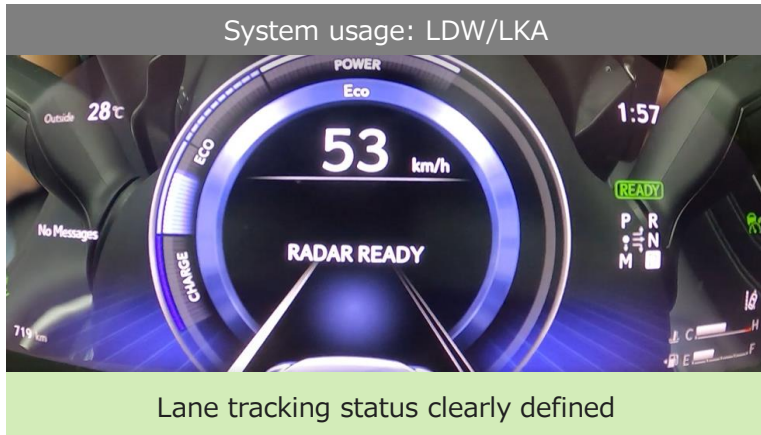 System usage: LDW/LKA
POWER
Eco
Outside 28℃
53 km/h
1:57
ECO
READY
P R
N
M
No Messages
RADAR READY
CHARGE
719 km
C H
E F
Lane tracking status clearly defined